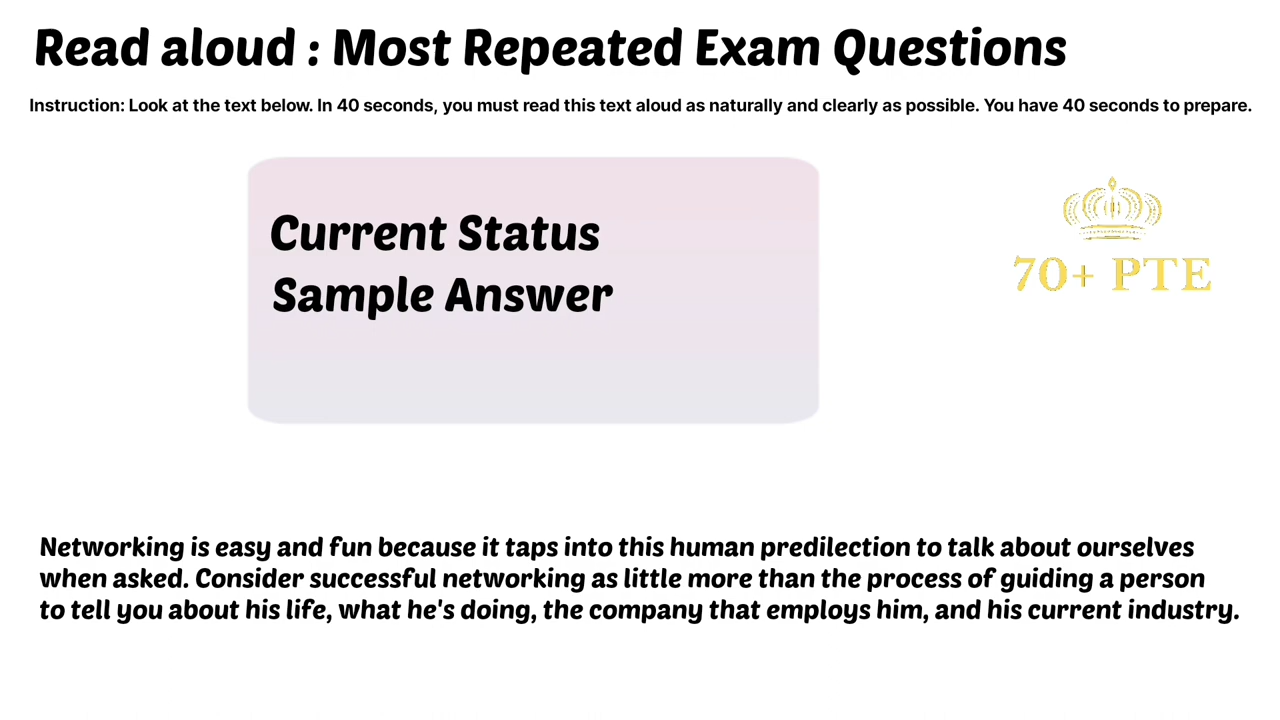 Read aloud : Most Repeated Exam Questions
Instruction: Look at the text below. In 40 seconds, you must read this text aloud as naturally and clearly as possible. You have 40 seconds to prepare.
Current Status
Sample Answer
70+ PTE
Networking is easy and fun because it taps into this human predilection to talk about ourselves
when asked. Consider successful networking as little more than the process of guiding a person
to tell you about his life, what he's doing, the company that employs him, and his current industry.